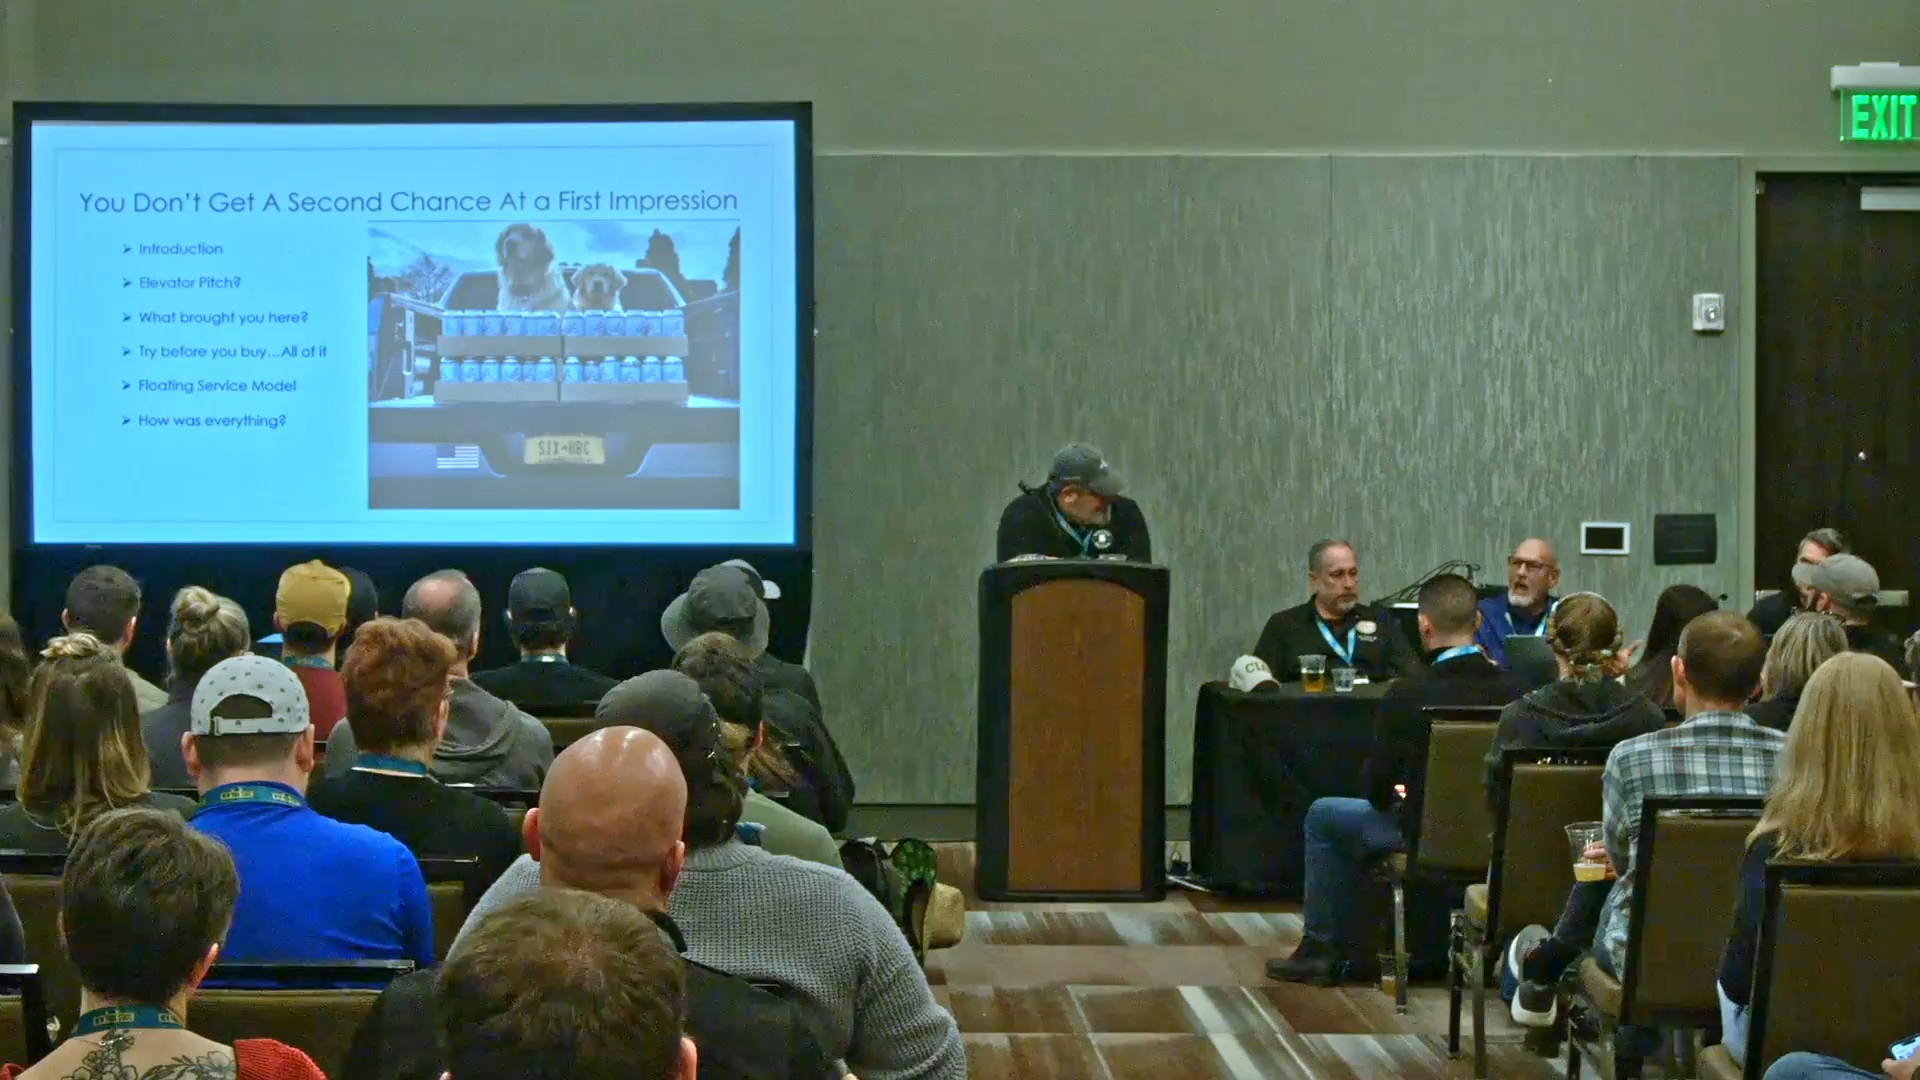 EXIT
You Don't Get A Second Chance At a First Impression
➢ Introduction
➢ Elevator Pitch?
➢ What brought you here?
➢ Try before you buy...All of it
➢ Floating Service Model
➢ How was everything?
SIX-HBC